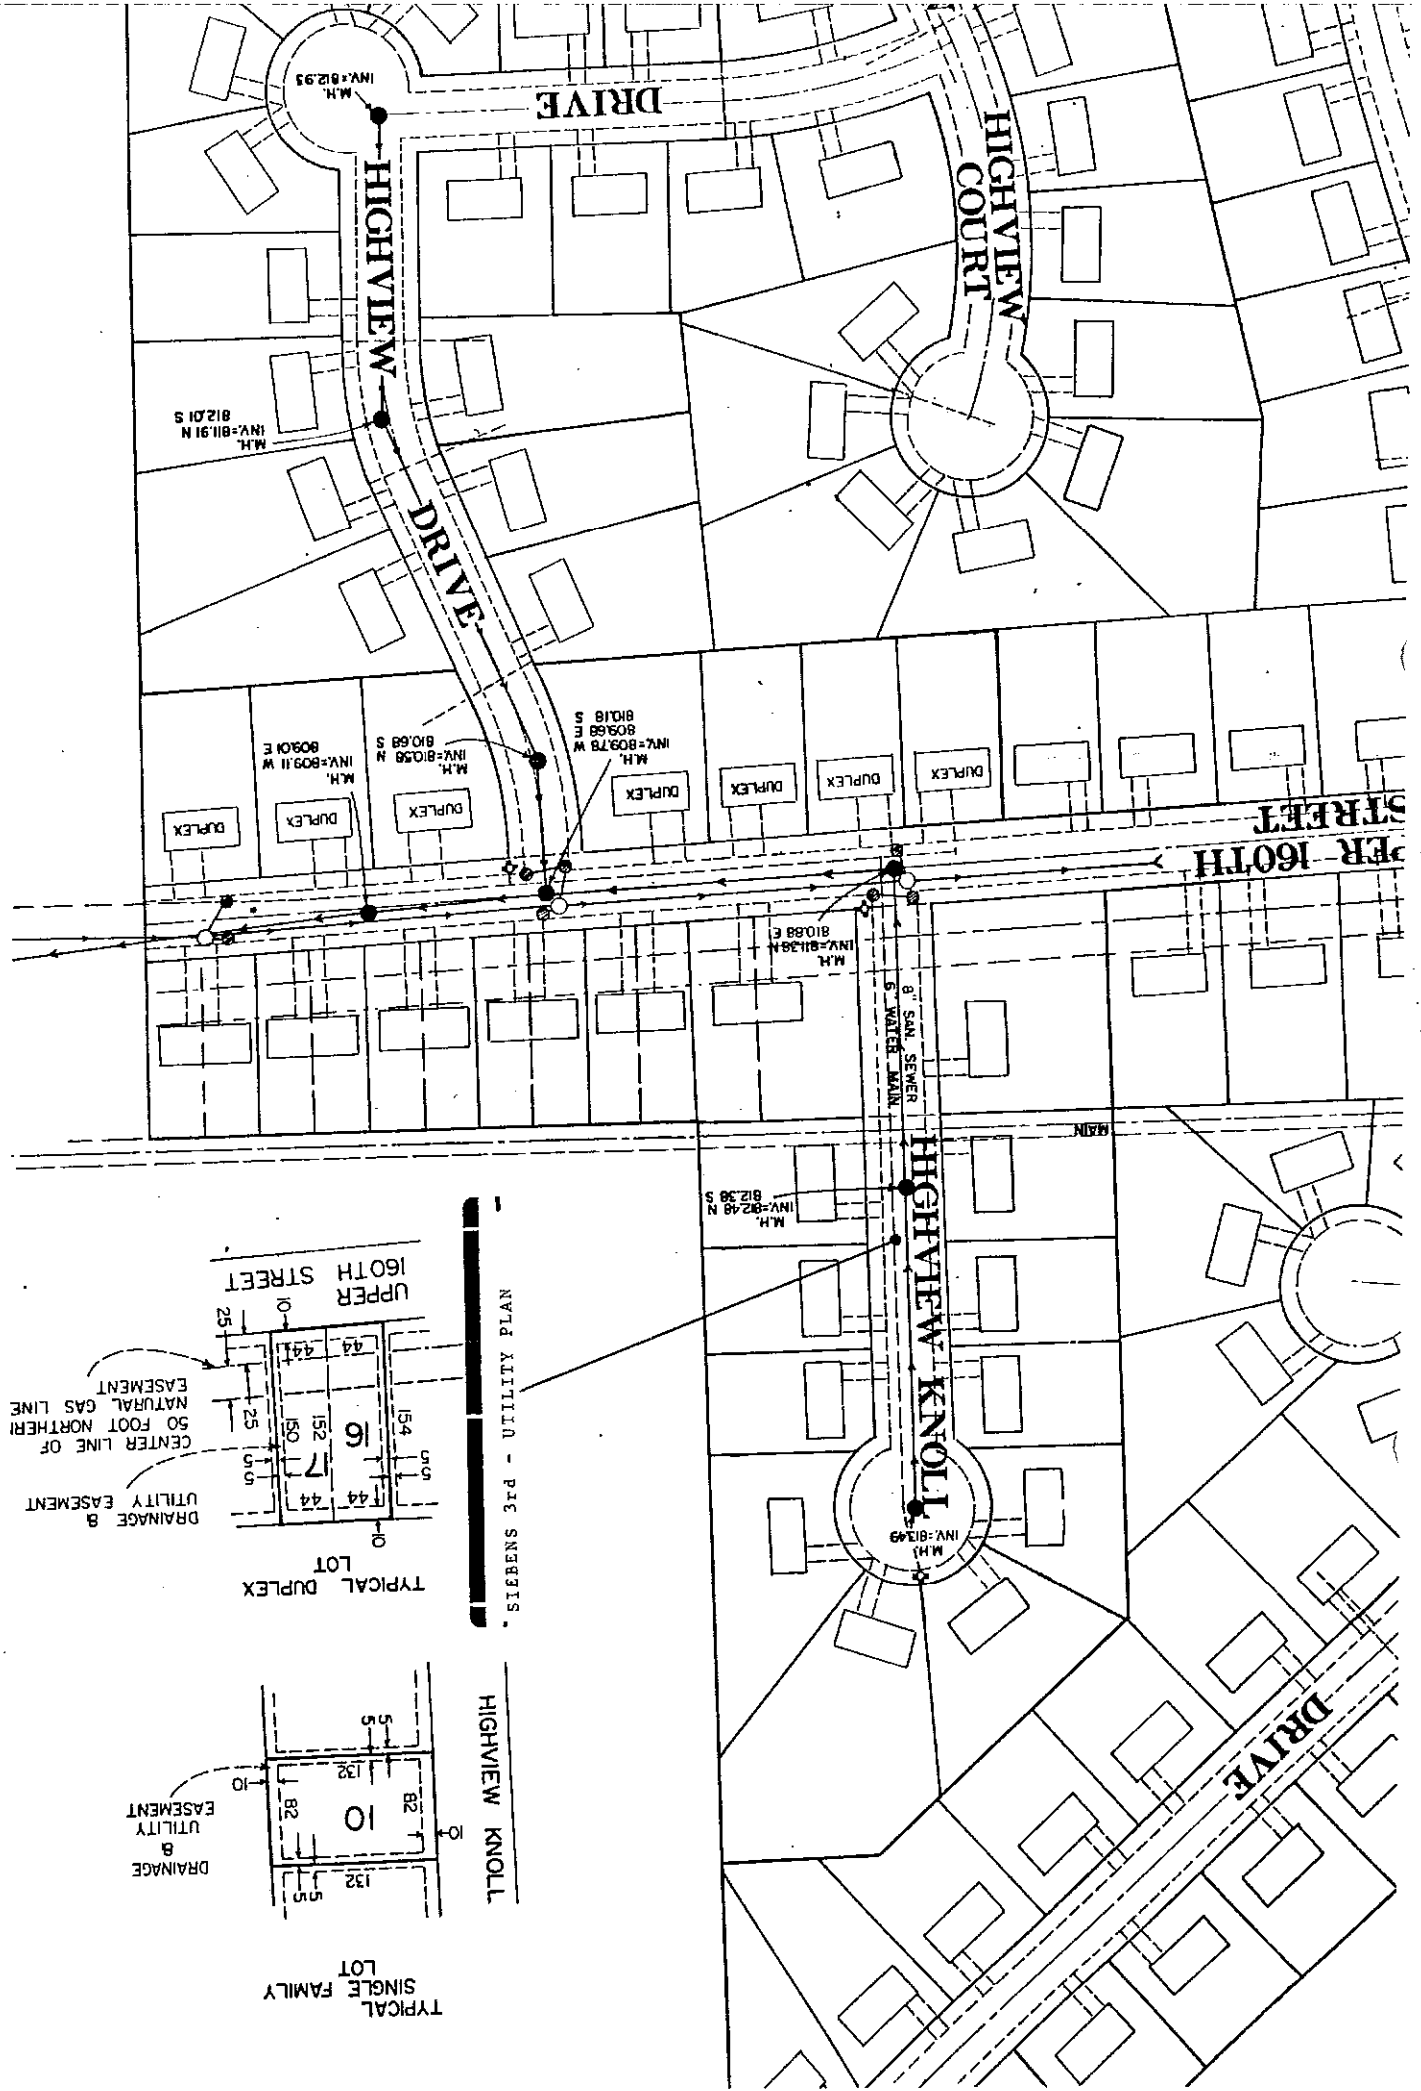 M.H.
INV.=812.93
DRIVE
HIGHVIEW
HIGHVIEW
COURT
M.H.
INV.=811.91 N
812.01 S
DRIVE
M.H.
INV.=809.11 W
809.01 E
M.H.
INV.=810.58 N
810.68 S
M.H.
INV.=809.78 W
809.68 E
810.18 S
DUPLEX
DUPLEX
DUPLEX
DUPLEX
DUPLEX
DUPLEX
DUPLEX
PER 160TH
STREET
M.H.
INV.=811.38 N
810.88 E
8" SAN. SEWER
6" WATER MAIN
MAIN
M.H.
INV.=812.48 N
812.38 S
HIGHVIEW KNOLL
M.H.
INV.=813.49
SIEBENS 3rd - UTILITY PLAN
UPPER
160TH STREET
10
25
25
44
44
16
17
150
152
154
5
5
5
5
44
44
10
CENTER LINE OF
50 FOOT NORTHER
NATURAL GAS LINE
EASEMENT
DRAINAGE &
UTILITY EASEMENT
TYPICAL DUPLEX
LOT
HIGHVIEW KNOLL
5
5
132
10
82
82
10
10
132
5
5
DRAINAGE
&
UTILITY
EASEMENT
TYPICAL
SINGLE FAMILY
LOT
DRIVE